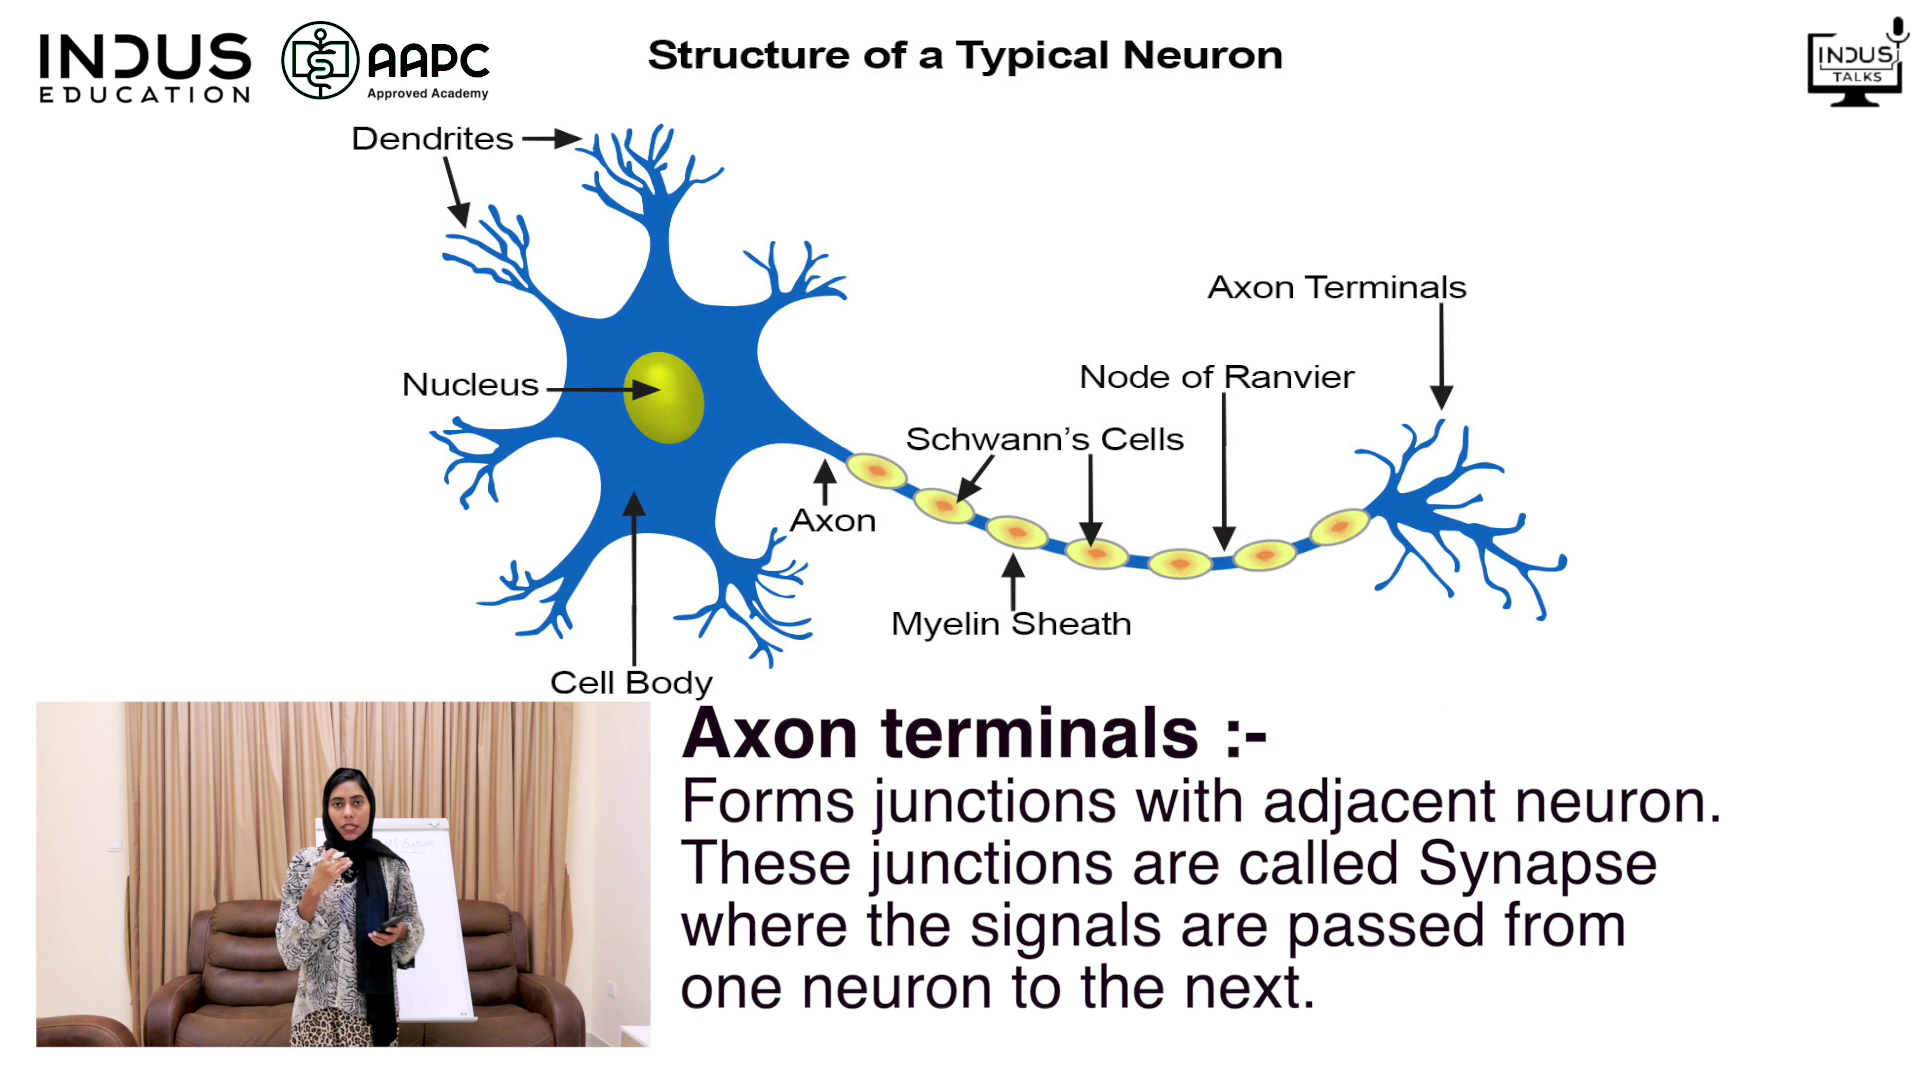 INDUS
EDUCATION
AAPC
Approved Academy
Structure of a Typical Neuron
INDUS
TALKS
Dendrites
Axon Terminals
Nucleus
Node of Ranvier
Schwann’s Cells
Axon
Myelin Sheath
Cell Body
Axon terminals :-
Forms junctions with adjacent neuron.
These junctions are called Synapse
where the signals are passed from
one neuron to the next.
System